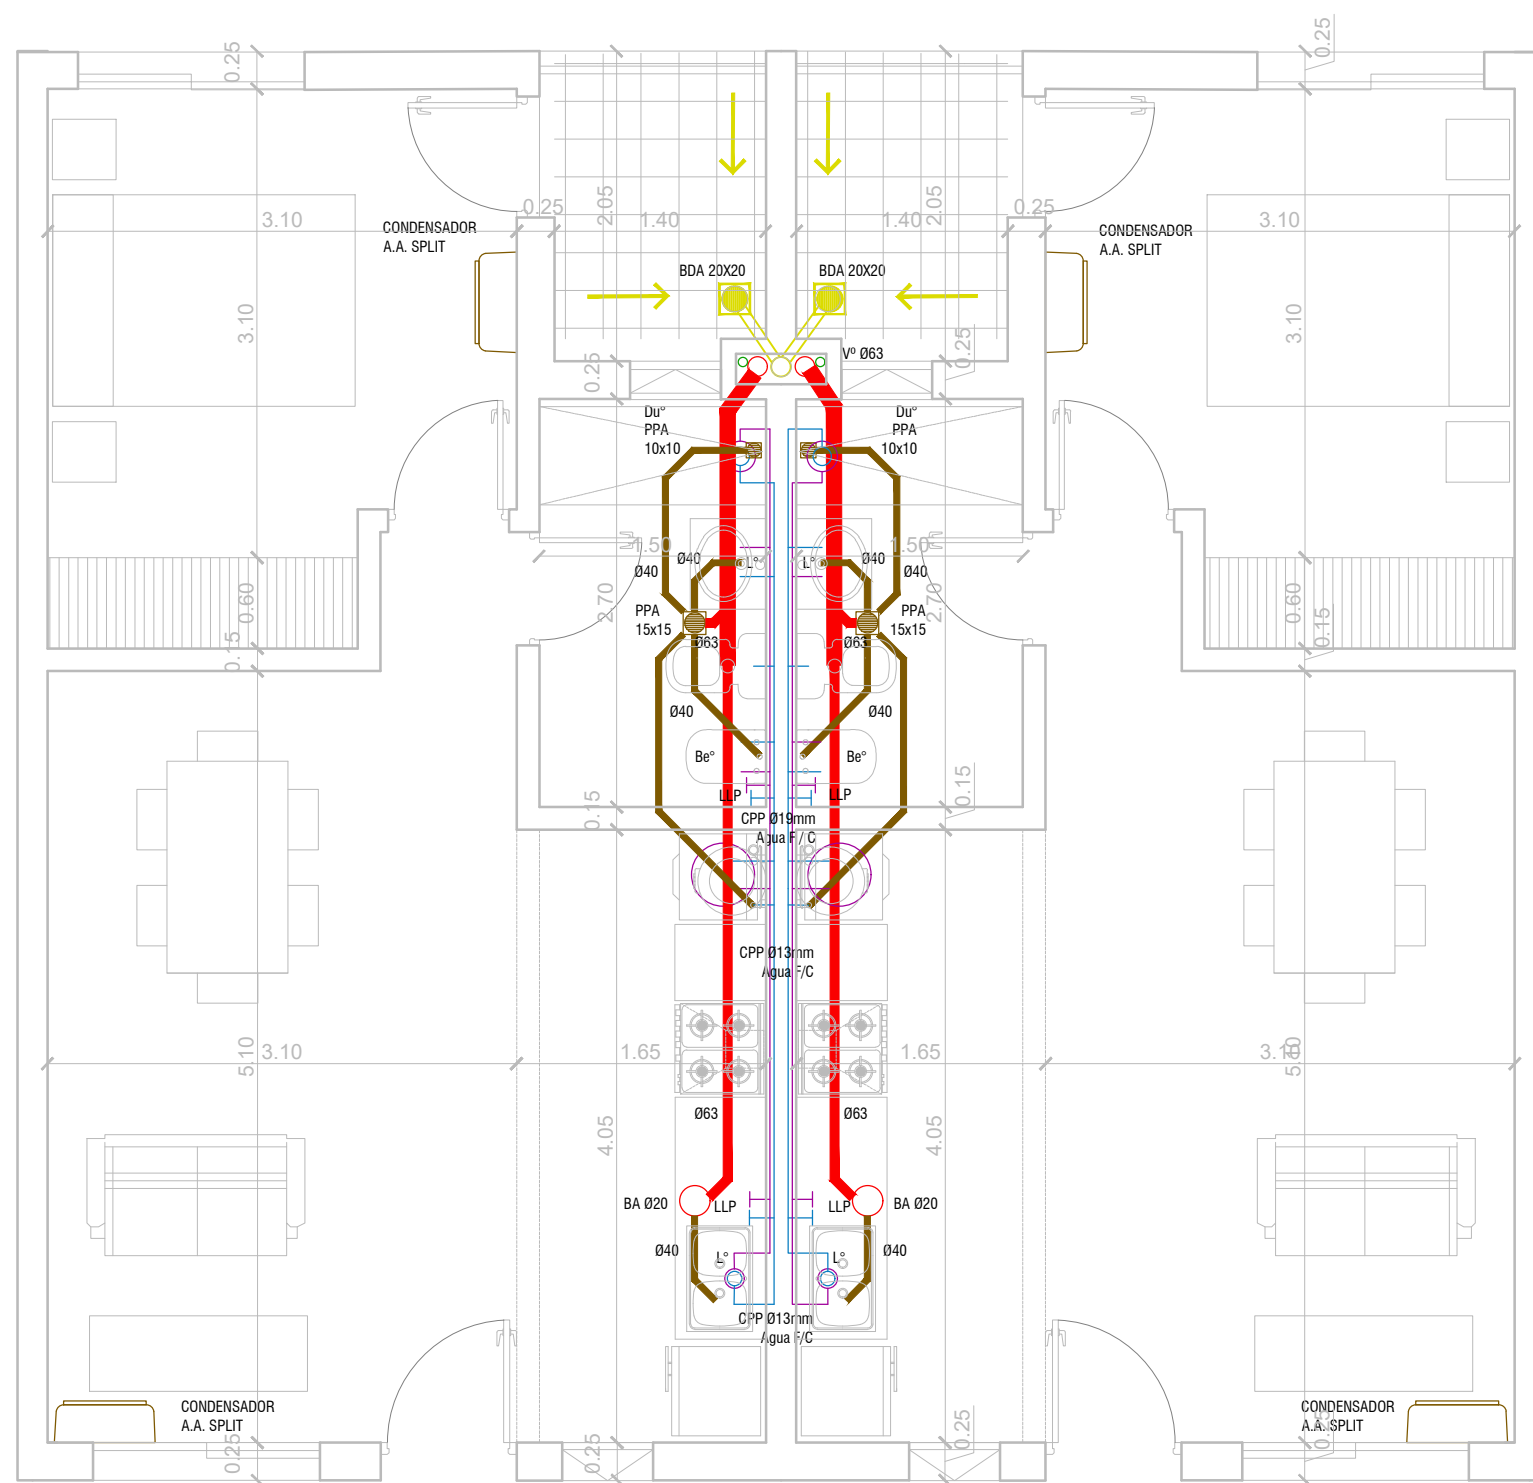 0.25
0.25
2.05
2.05
0.25
0.25
3.10
1.40
1.40
3.10
CONDENSADOR
A.A. SPLIT
CONDENSADOR
A.A. SPLIT
BDA 20X20
BDA 20X20
3.10
3.10
0.25
Vº Ø63
0.25
Duº
PPA
10x10
Duº
PPA
10x10
1.50
1.50
Ø40
Ø40
Lº
Lº
Ø40
Ø40
0.60
2.70
2.70
0.60
PPA
15x15
PPA
15x15
0.15
Ø63
Ø63
0.15
Ø40
Ø40
Beº
Beº
LLP
LLP
0.15
0.15
CPP Ø19mm
Agua F / C
CPP Ø13mm
Agua F/C
5.10
3.10
1.65
1.65
3.10
4.05
Ø63
Ø63
4.05
BA Ø20
LLP
LLP
BA Ø20
Ø40
Lº
Lº
Ø40
CPP Ø13mm
Agua F/C
CONDENSADOR
A.A. SPLIT
CONDENSADOR
A.A. SPLIT
0.25
0.25
0.25
0.25